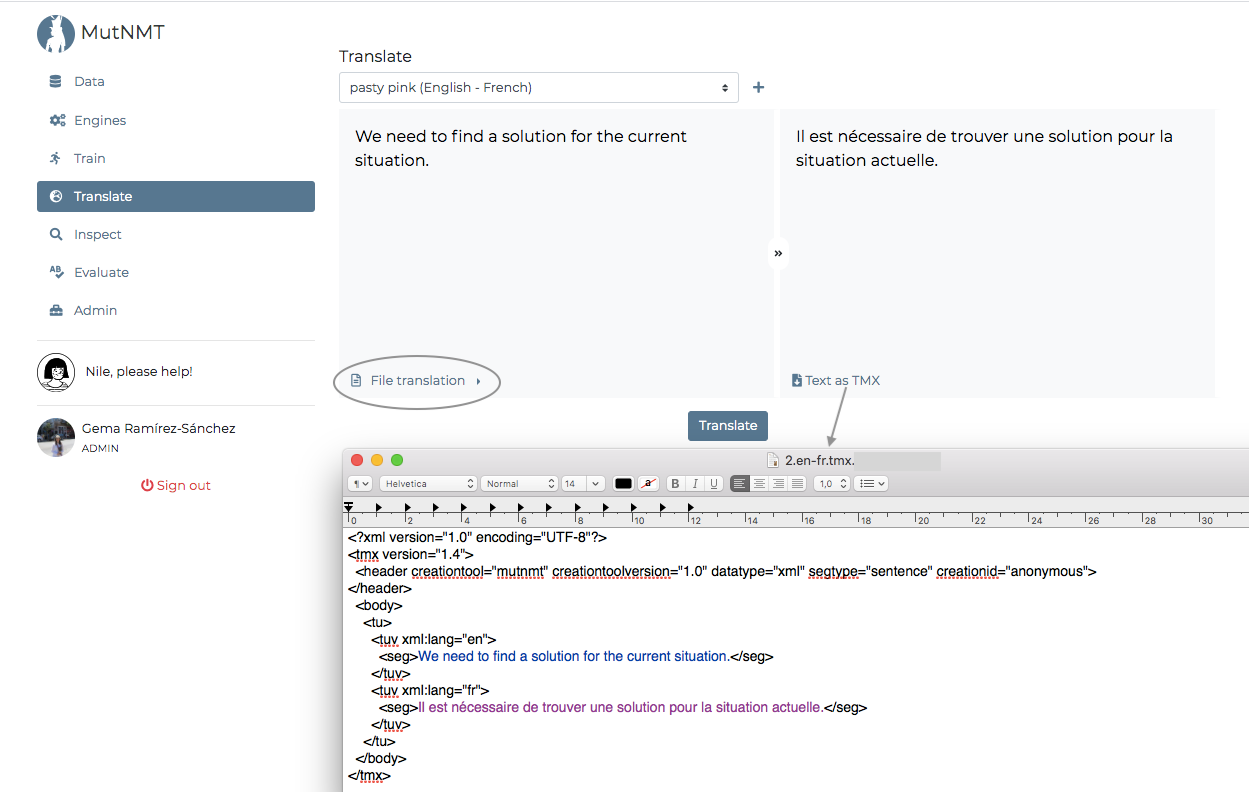 MutNMT
Data
Engines
Train
Translate
Inspect
Evaluate
Admin
Nile, please help!
Gema Ramírez-Sánchez
ADMIN
Sign out
Translate
pasty pink (English - French)
We need to find a solution for the current
situation.
Il est nécessaire de trouver une solution pour la
situation actuelle.
»
File translation
Text as TMX
Translate
2.en-fr.tmx.
¶ Helvetica Normal 14 a B I U 1,0
0 2 4 6 8 10 12 14 16 18 20 22 24 26 28 30
<?xml version="1.0" encoding="UTF-8"?>
<tmx version="1.4">
<header creationtool="mutnmt" creationtoolversion="1.0" datatype="xml" segtype="sentence" creationid="anonymous">
</header>
<body>
<tu>
<tuv xml:lang="en">
<seg>We need to find a solution for the current situation.</seg>
</tuv>
<tuv xml:lang="fr">
<seg>Il est nécessaire de trouver une solution pour la situation actuelle.</seg>
</tuv>
</tu>
</body>
</tmx>